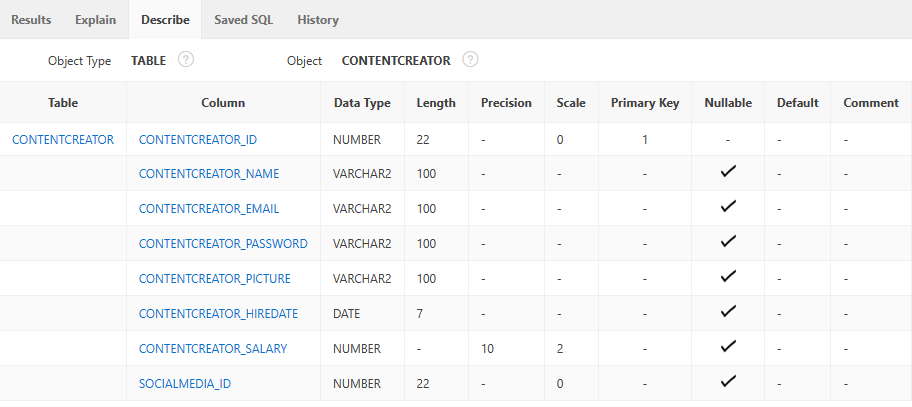 Results Explain Describe Saved SQL History
Object Type TABLE ? Object CONTENTCREATOR ?
Table Column Data Type Length Precision Scale Primary Key Nullable Default Comment
CONTENTCREATOR CONTENTCREATOR_ID NUMBER 22 - 0 1 - - -
CONTENTCREATOR_NAME VARCHAR2 100 - - - ✓ - -
CONTENTCREATOR_EMAIL VARCHAR2 100 - - - ✓ - -
CONTENTCREATOR_PASSWORD VARCHAR2 100 - - - ✓ - -
CONTENTCREATOR_PICTURE VARCHAR2 100 - - - ✓ - -
CONTENTCREATOR_HIREDATE DATE 7 - - - ✓ - -
CONTENTCREATOR_SALARY NUMBER - 10 2 - ✓ - -
SOCIALMEDIA_ID NUMBER 22 - 0 - ✓ - -